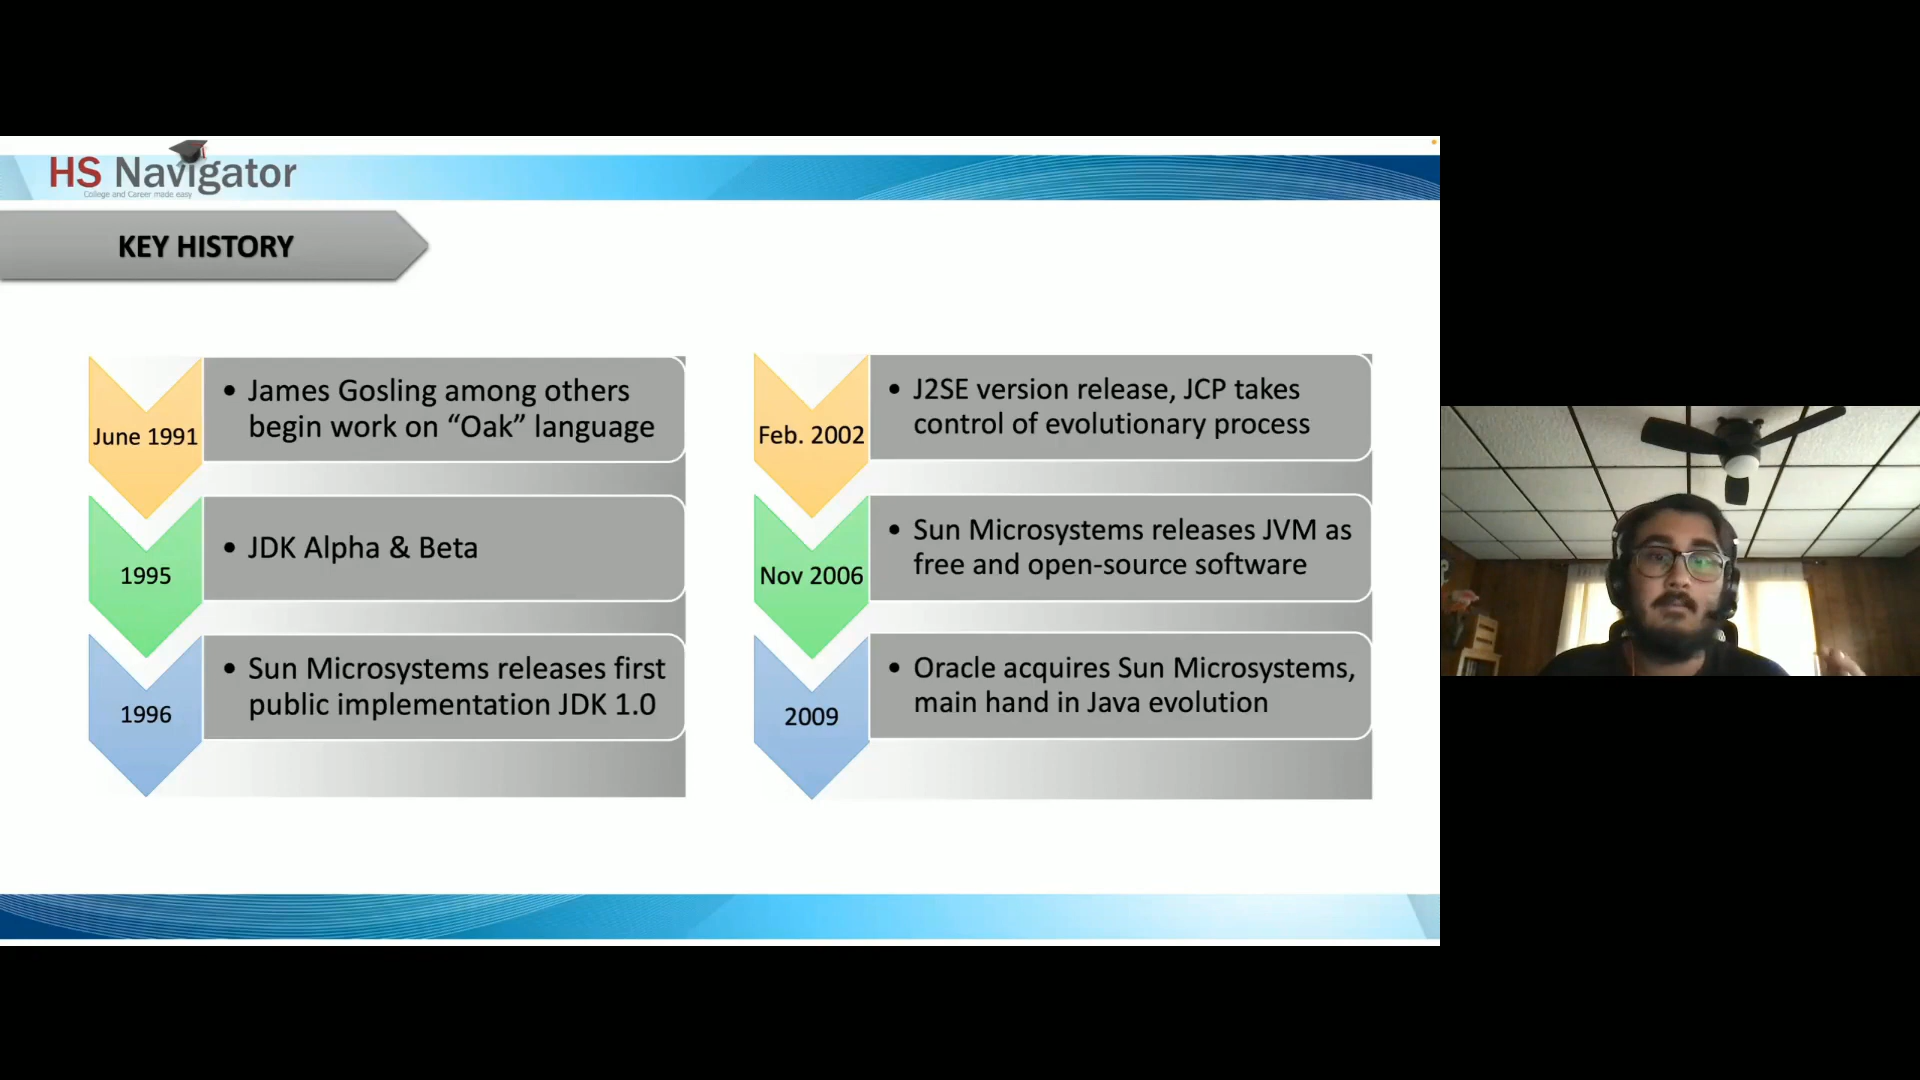 HS Navigator
College and Career made easy
KEY HISTORY
June 1991
• James Gosling among others
begin work on “Oak” language
1995
• JDK Alpha & Beta
1996
• Sun Microsystems releases first
public implementation JDK 1.0
Feb. 2002
• J2SE version release, JCP takes
control of evolutionary process
Nov 2006
• Sun Microsystems releases JVM as
free and open-source software
2009
• Oracle acquires Sun Microsystems,
main hand in Java evolution